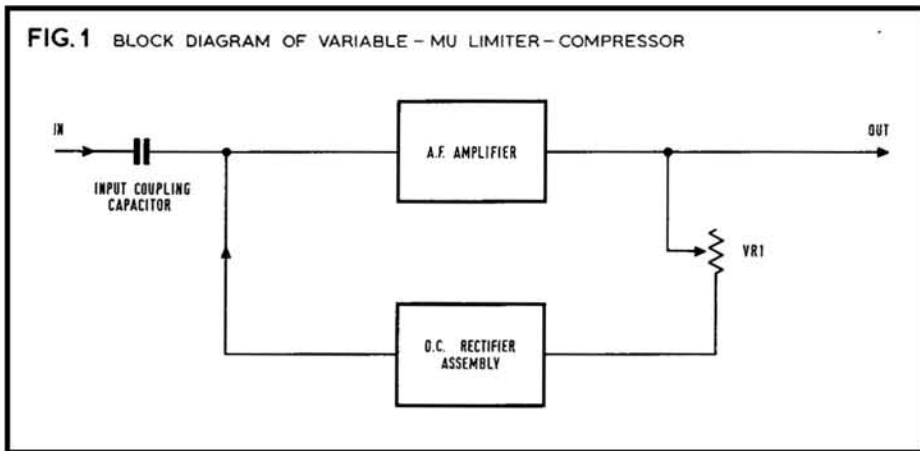 FIG. 1 BLOCK DIAGRAM OF VARIABLE – MU LIMITER – COMPRESSOR
IN
OUT
A.F. AMPLIFIER
INPUT COUPLING
CAPACITOR
VR1
D.C. RECTIFIER
ASSEMBLY